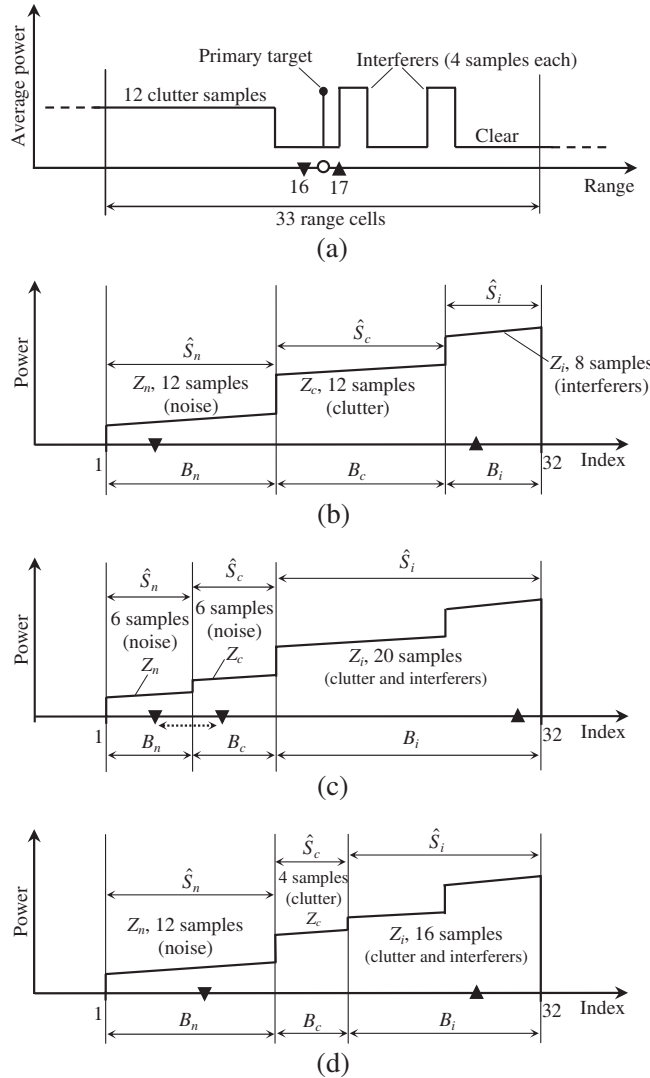 Average power
Primary target
Interferers (4 samples each)
12 clutter samples
Clear
16
17
Range
33 range cells
(a)
Power
Ŝi
Ŝn
Ŝc
Zn, 12 samples
(noise)
Zc, 12 samples
(clutter)
Zi, 8 samples
(interferers)
1
32
Index
Bn
Bc
Bi
(b)
Power
Ŝn
Ŝc
Ŝi
6 samples
(noise)
Zn
6 samples
(noise)
Zc
Zi, 20 samples
(clutter and interferers)
1
32
Index
Bn
Bc
Bi
(c)
Power
Ŝn
Ŝc
Ŝi
4 samples
(clutter)
Zc
Zn, 12 samples
(noise)
Zi, 16 samples
(clutter and interferers)
1
32
Index
Bn
Bc
Bi
(d)